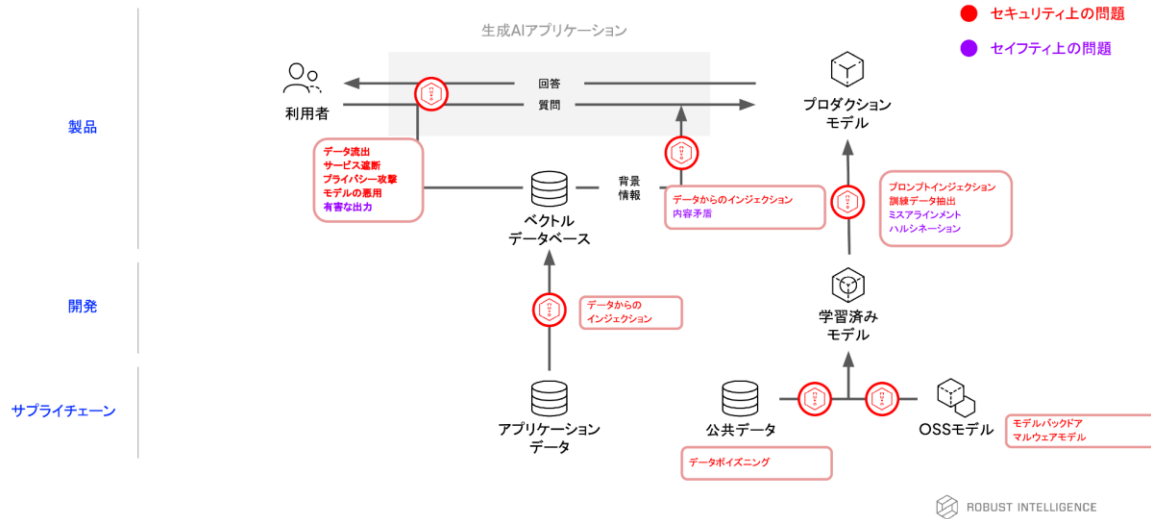 セキュリティ上の問題
セイフティ上の問題
生成AIアプリケーション
回答
質問
利用者
プロダクション
モデル
製品
データ流出
サービス遮断
プライバシー攻撃
モデルの悪用
有害な出力
背景
情報
ベクトル
データベース
データからのインジェクション
内容矛盾
プロンプトインジェクション
訓練データ抽出
ミスアラインメント
ハルシネーション
開発
データからの
インジェクション
学習済み
モデル
サプライチェーン
アプリケーション
データ
公共データ
OSSモデル
モデルバックドア
マルウェアモデル
データポイズニング
ROBUST INTELLIGENCE